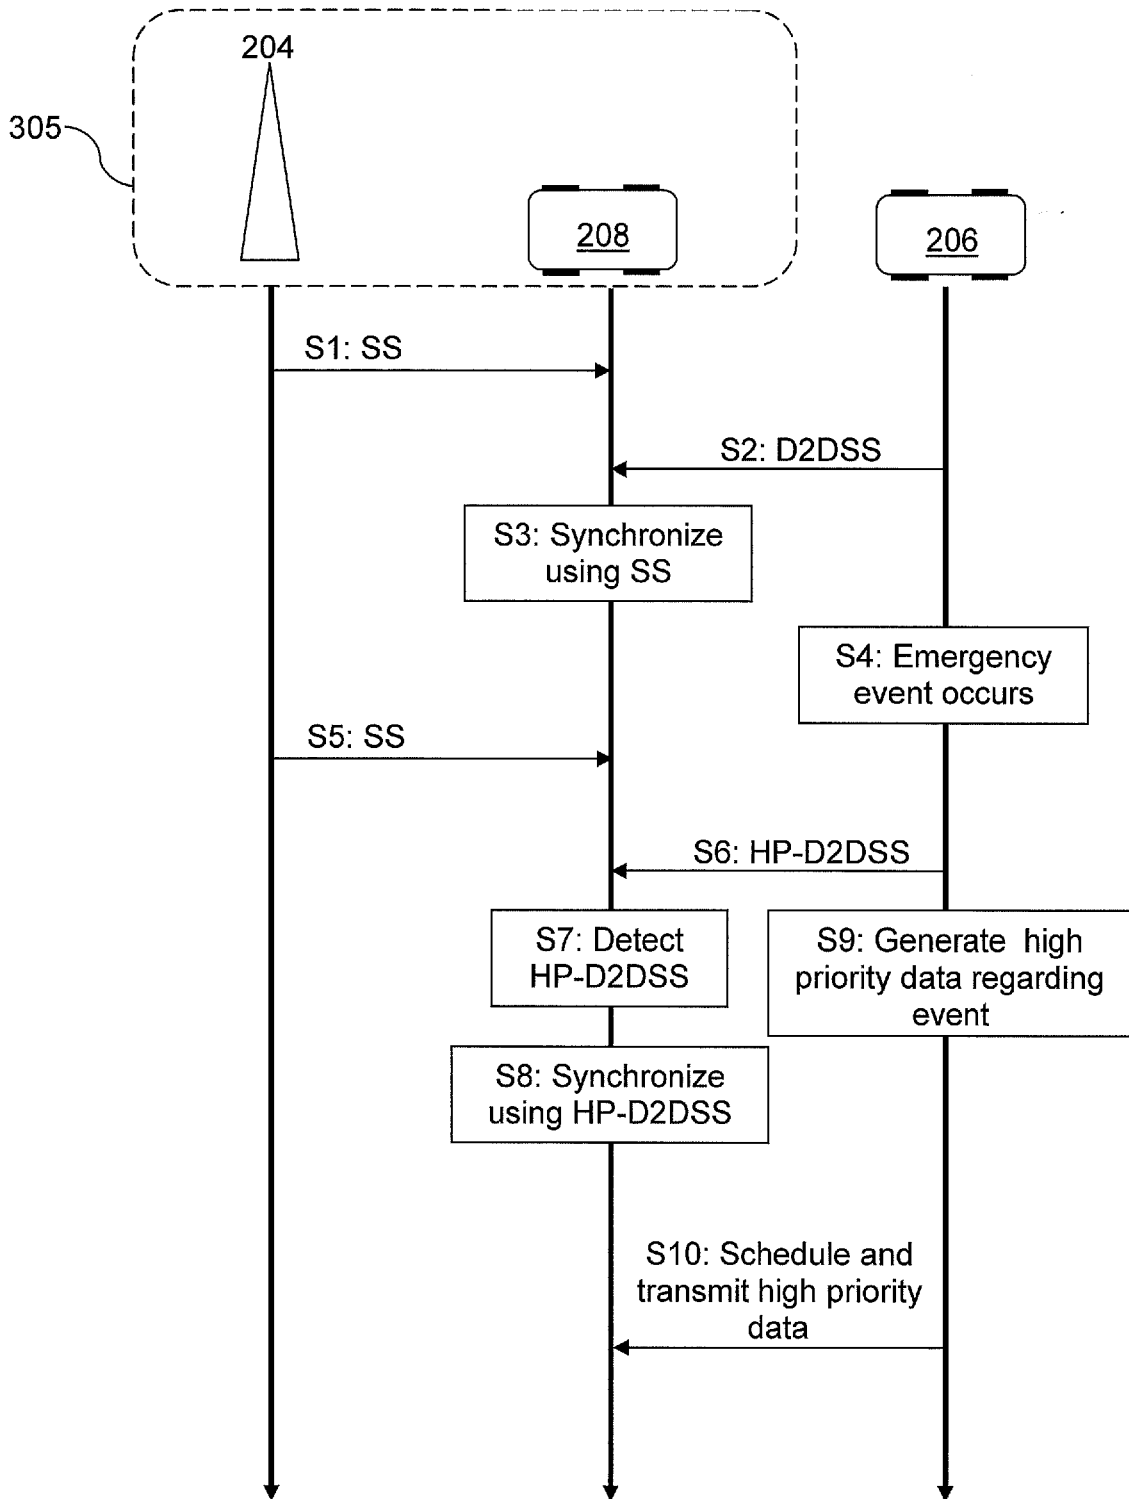 204
305
208
206
S1: SS
S2: D2DSS
S3: Synchronize
using SS
S4: Emergency
event occurs
S5: SS
S6: HP-D2DSS
S7: Detect
HP-D2DSS
S9: Generate high
priority data regarding
event
S8: Synchronize
using HP-D2DSS
S10: Schedule and
transmit high priority
data